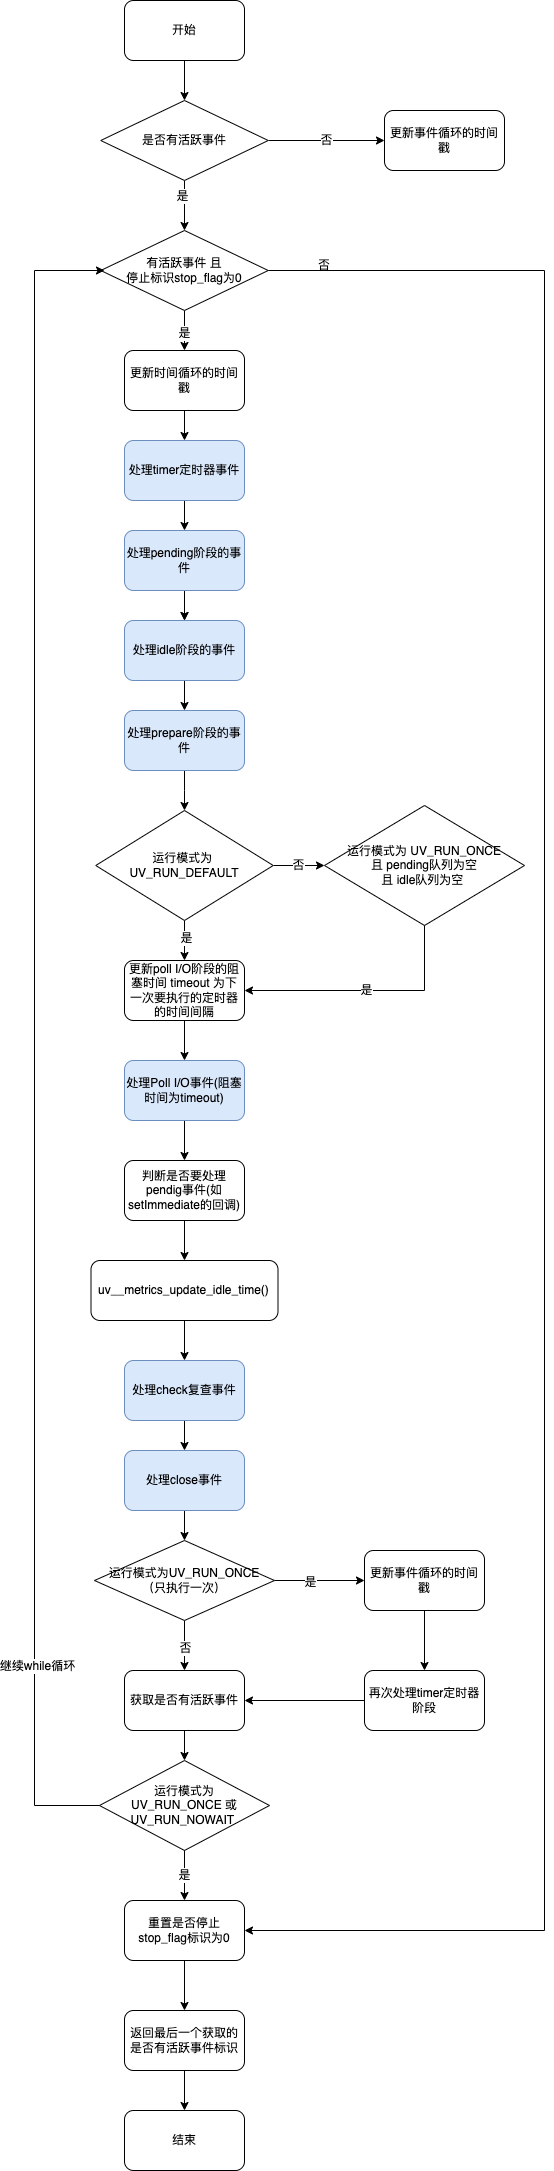 开始
是否有活跃事件
否
更新事件循环的时间
戳
是
有活跃事件 且
停止标识stop_flag为0
否
是
更新时间循环的时间
戳
处理timer定时器事件
处理pending阶段的事
件
处理idle阶段的事件
处理prepare阶段的事
件
运行模式为
UV_RUN_DEFAULT
否
运行模式为 UV_RUN_ONCE
且 pending队列为空
且 idle队列为空
是
更新poll I/O阶段的阻
塞时间 timeout 为下
一次要执行的定时器
的时间间隔
是
处理Poll I/O事件(阻塞
时间为timeout)
判断是否要处理
pendig事件(如
setImmediate的回调)
uv__metrics_update_idle_time()
处理check复查事件
处理close事件
运行模式为UV_RUN_ONCE
（只执行一次）
是
更新事件循环的时间
戳
否
继续while循环
获取是否有活跃事件
再次处理timer定时器
阶段
运行模式为
UV_RUN_ONCE 或
UV_RUN_NOWAIT
是
重置是否停止
stop_flag标识为0
返回最后一个获取的
是否有活跃事件标识
结束